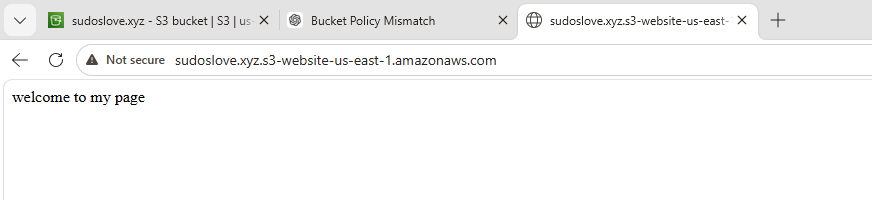 sudoslove.xyz - S3 bucket | S3 | us-
Bucket Policy Mismatch
sudoslove.xyz.s3-website-us-east-
Not secure
sudoslove.xyz.s3-website-us-east-1.amazonaws.com
welcome to my page